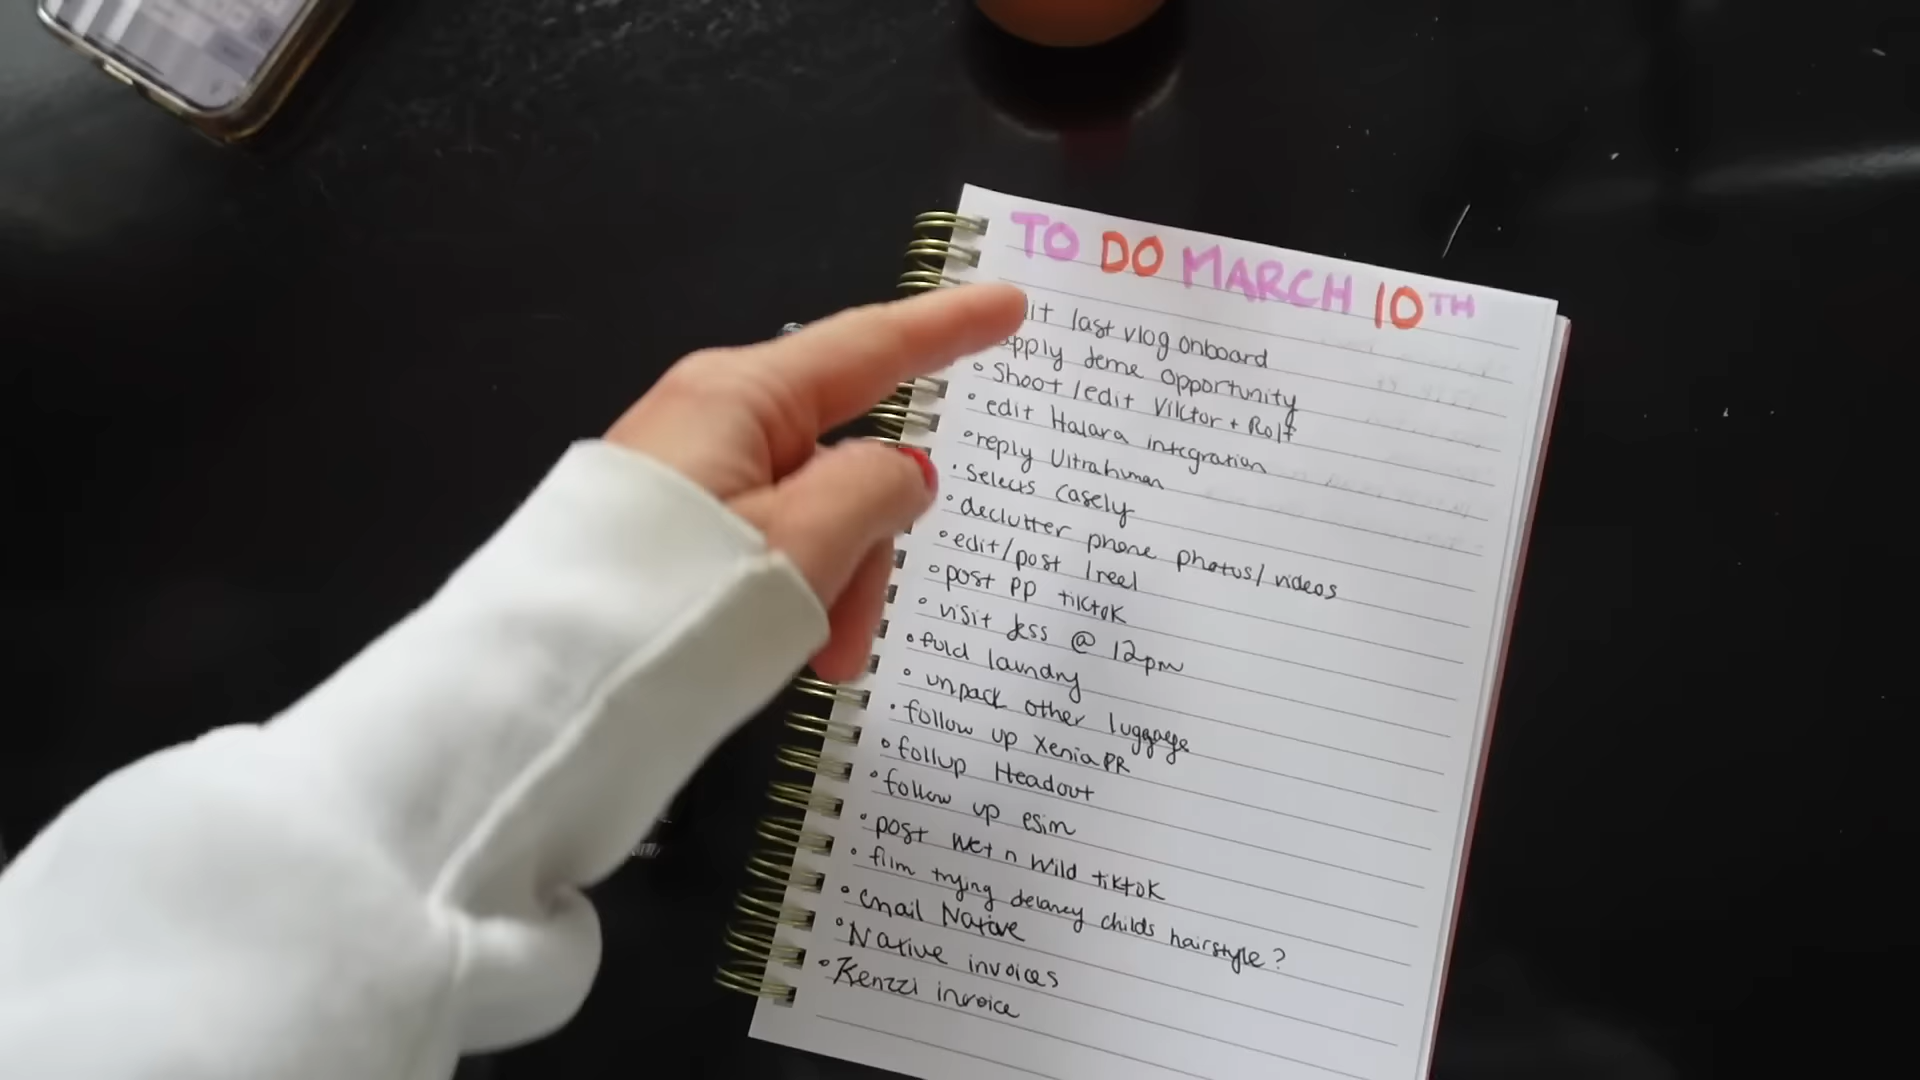 TO DO MARCH 10TH
last vlog onboard
apply deme opportunity
Shoot/edit Viktor + Rolf
edit Halara integration
reply Ultrahuman
selects casely
declutter phone photos/videos
edit/post 1 reel
post PP tiktok
visit Jess @ 12pm
fold laundry
unpack other luggage
follow up Xenia PR
follup Headout
follow up esim
post wet n wild tiktok
film trying delaney childs hairstyle?
email Native
Native invoices
Kenzzi invoice